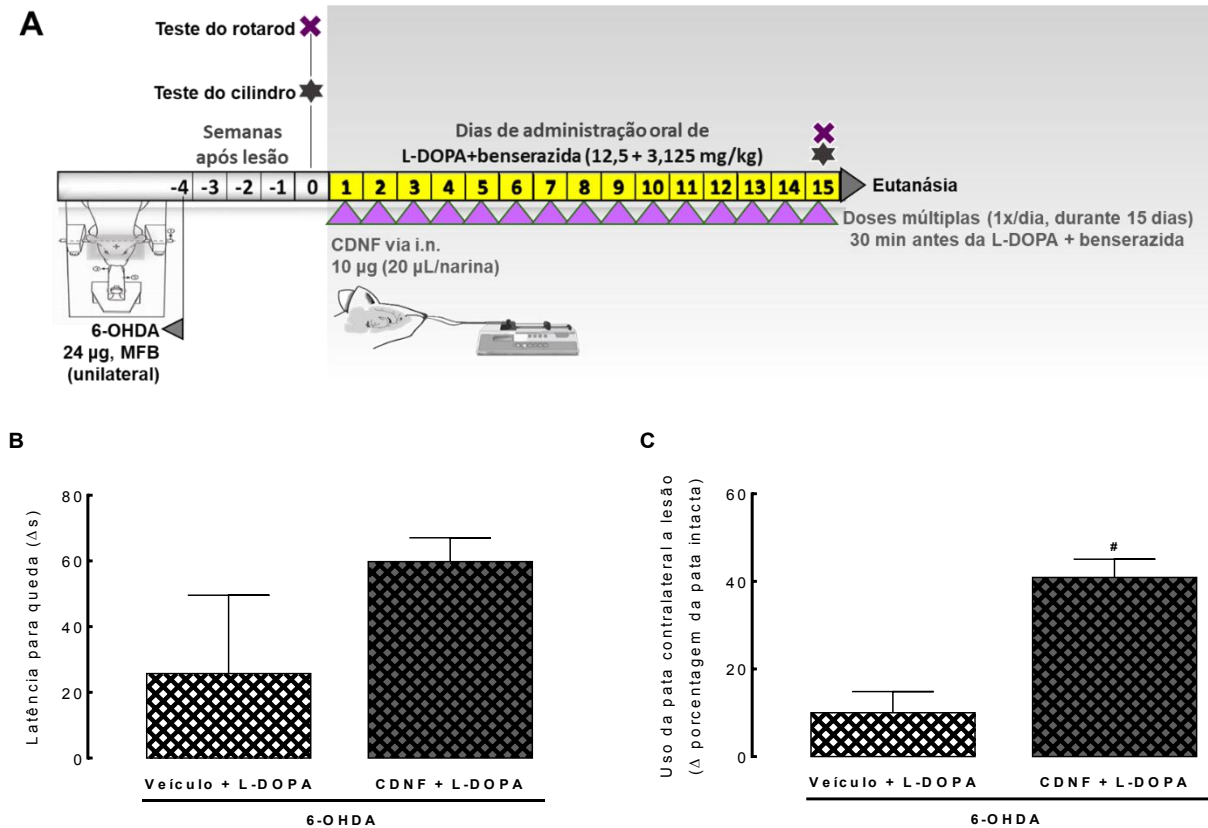 A
Teste do rotarod
Teste do cilindro
Semanas
após lesão
Dias de administração oral de
L-DOPA+benserazida (12,5 + 3,125 mg/kg)
-4 -3 -2 -1 0 1 2 3 4 5 6 7 8 9 10 11 12 13 14 15
Eutanásia
Doses múltiplas (1x/dia, durante 15 dias)
30 min antes da L-DOPA + benserazida
CDNF via i.n.
10 µg (20 µL/narina)
6-OHDA
24 µg, MFB
(unilateral)
B
Latência para queda (Δs)
80
60
40
20
0
Veículo + L-DOPA
CDNF + L-DOPA
6-OHDA
C
Uso da pata contralateral a lesão
(Δ porcentagem da pata intacta)
60
40
20
0
#
Veículo + L-DOPA
CDNF + L-DOPA
6-OHDA